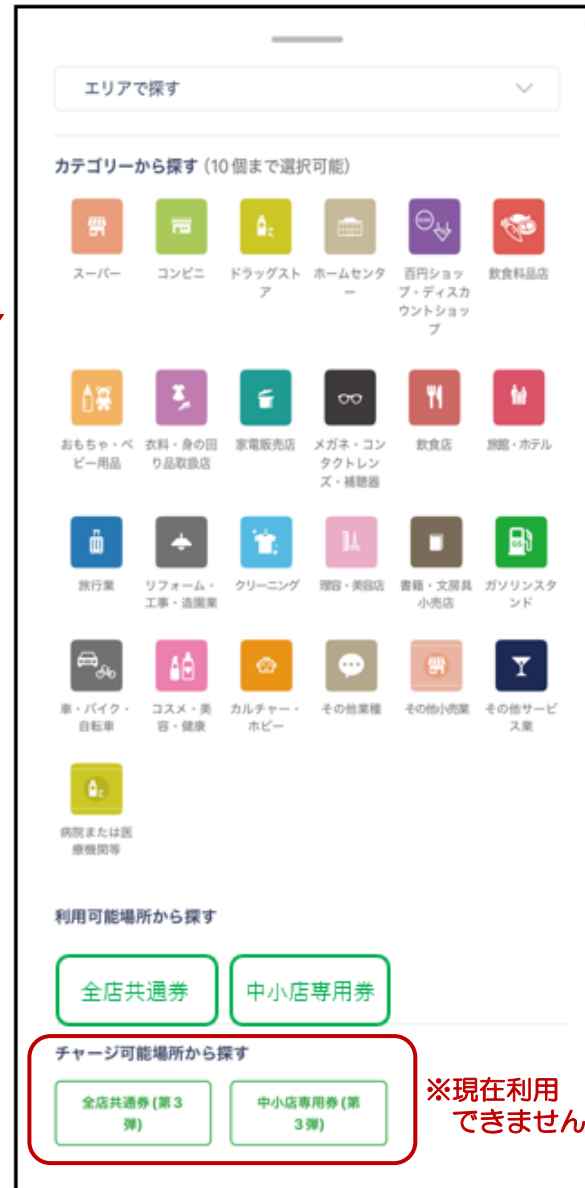 エリアで探す
カテゴリーから探す (10個まで選択可能)
スーパー
コンビニ
ドラッグスト
ア
ホームセンタ
ー
百円ショッ
プ・ディスカ
ウントショッ
プ
飲食料品店
おもちゃ・ベ
ビー用品
衣料・身の回
り品取扱店
家電販売店
メガネ・コン
タクトレン
ズ・補聴器
飲食店
旅館・ホテル
旅行業
リフォーム・
工事・造園業
クリーニング
理容・美容店
書籍・文房具
小売店
GS
ガソリンスタ
ンド
車・バイク・
自転車
コスメ・美
容・健康
カルチャー・
ホビー
その他業種
その他小売業
その他サービ
ス業
病院または医
療機関等
利用可能場所から探す
全店共通券
中小店専用券
チャージ可能場所から探す
全店共通券 (第3
弾)
中小店専用券 (第
3弾)
※現在利用
できません